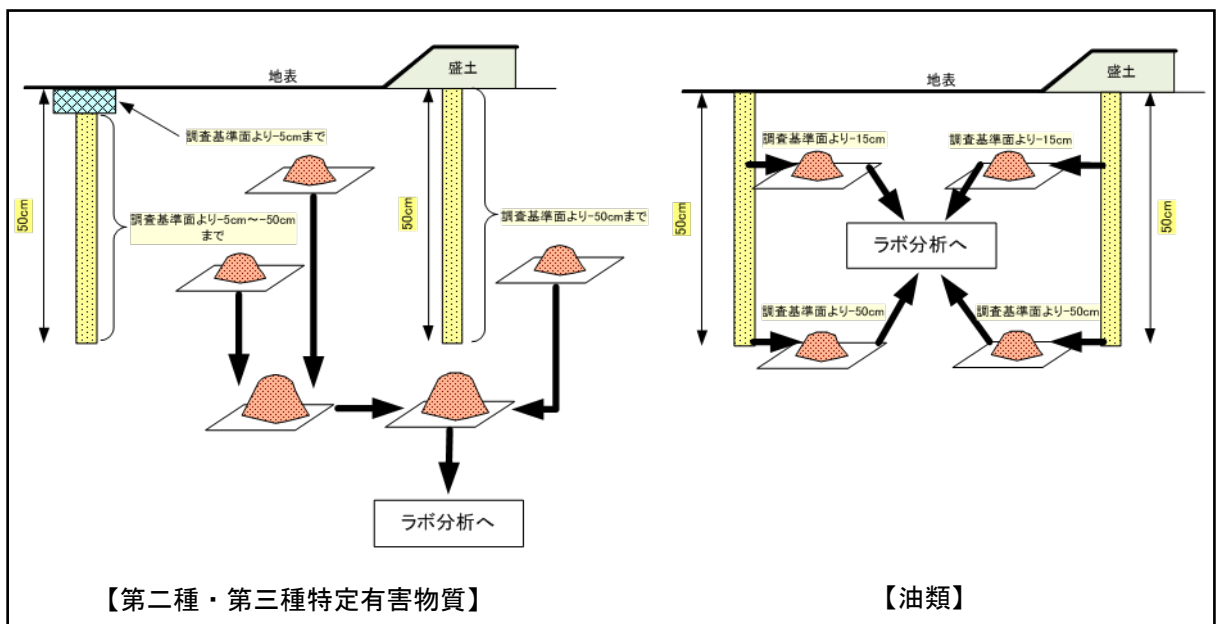 地表
盛土
調査基準面より-5cmまで
50cm
調査基準面より-5cm～-50cm
まで
50cm
調査基準面より-50cmまで
ラボ分析へ
【第二種・第三種特定有害物質】
地表
盛土
調査基準面より-15cm
調査基準面より-15cm
50cm
50cm
ラボ分析へ
調査基準面より-50cm
調査基準面より-50cm
【油類】